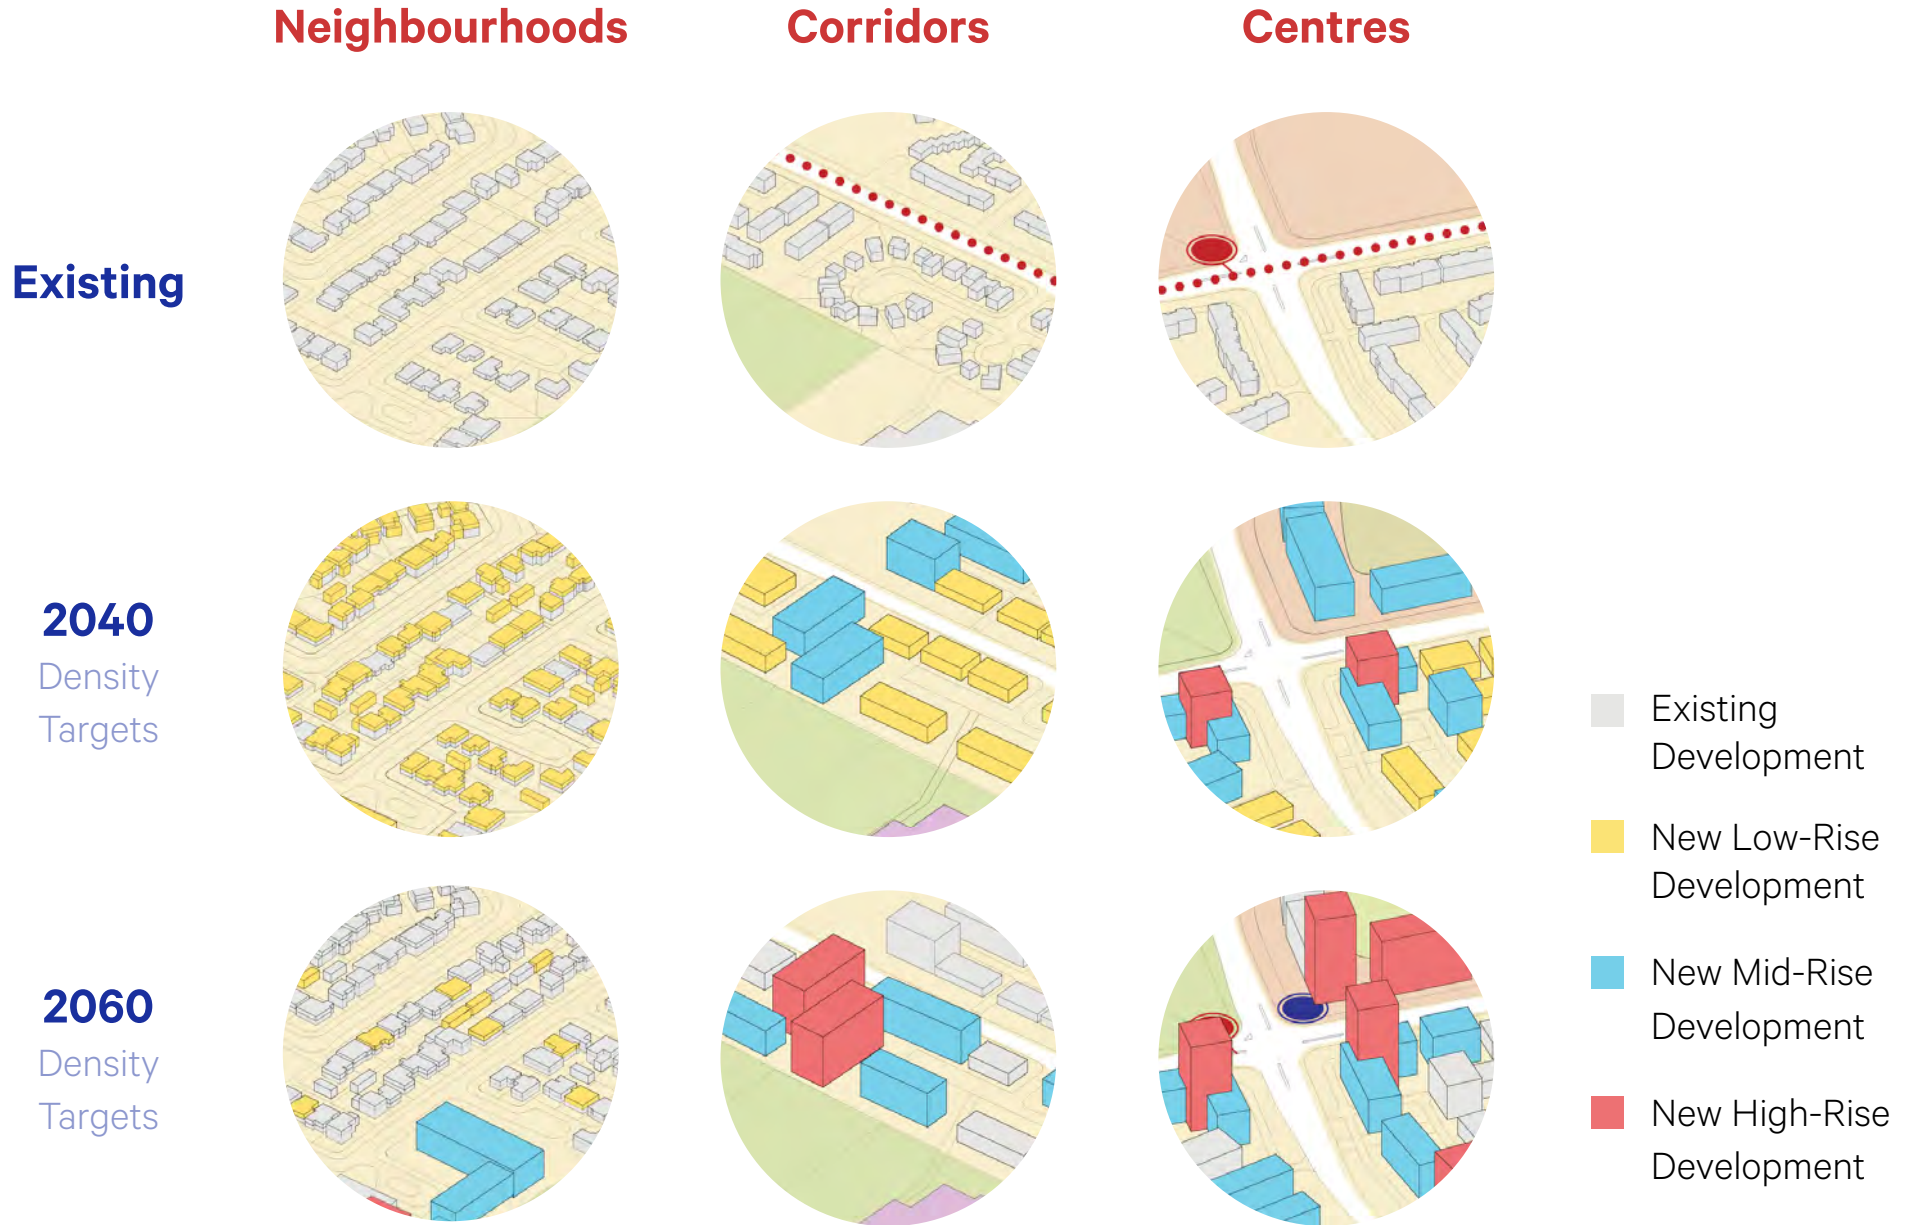 Neighbourhoods
Corridors
Centres
Existing
2040
Density
Targets
2060
Density
Targets
Existing
Development
New Low-Rise
Development
New Mid-Rise
Development
New High-Rise
Development